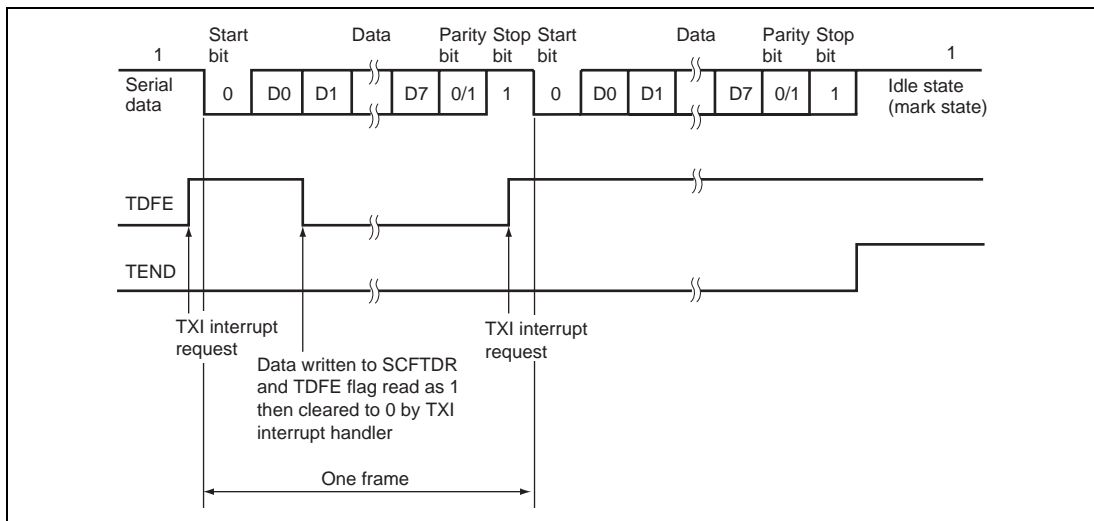 Start Data Parity Stop Start Data Parity Stop
1 bit bit bit bit bit bit 1
Serial data 0 D0 D1 D7 0/1 1 0 D0 D1 D7 0/1 1 Idle state (mark state)
TDFE
TEND
TXI interrupt
request
Data written to SCFTDR
and TDFE flag read as 1
then cleared to 0 by TXI
interrupt handler
TXI interrupt
request
One frame